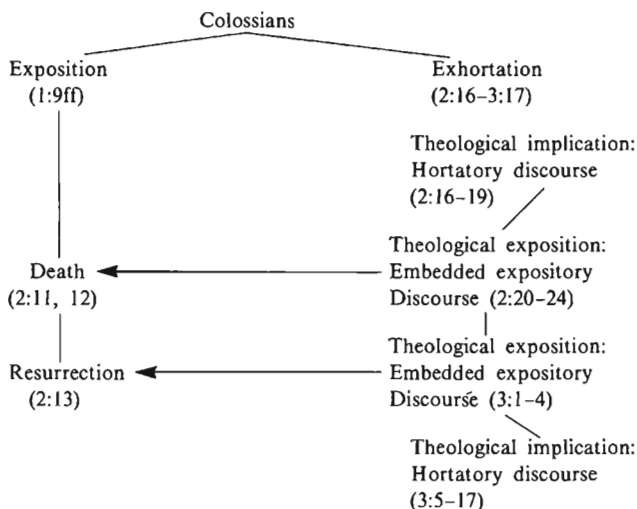 Colossians
Exposition
(1:9ff)
Exhortation
(2:16–3:17)
Theological implication:
Hortatory discourse
(2:16–19)
Death
(2:11, 12)
Theological exposition:
Embedded expository
Discourse (2:20–24)
Resurrection
(2:13)
Theological exposition:
Embedded expository
Discourse (3:1–4)
Theological implication:
Hortatory discourse
(3:5–17)